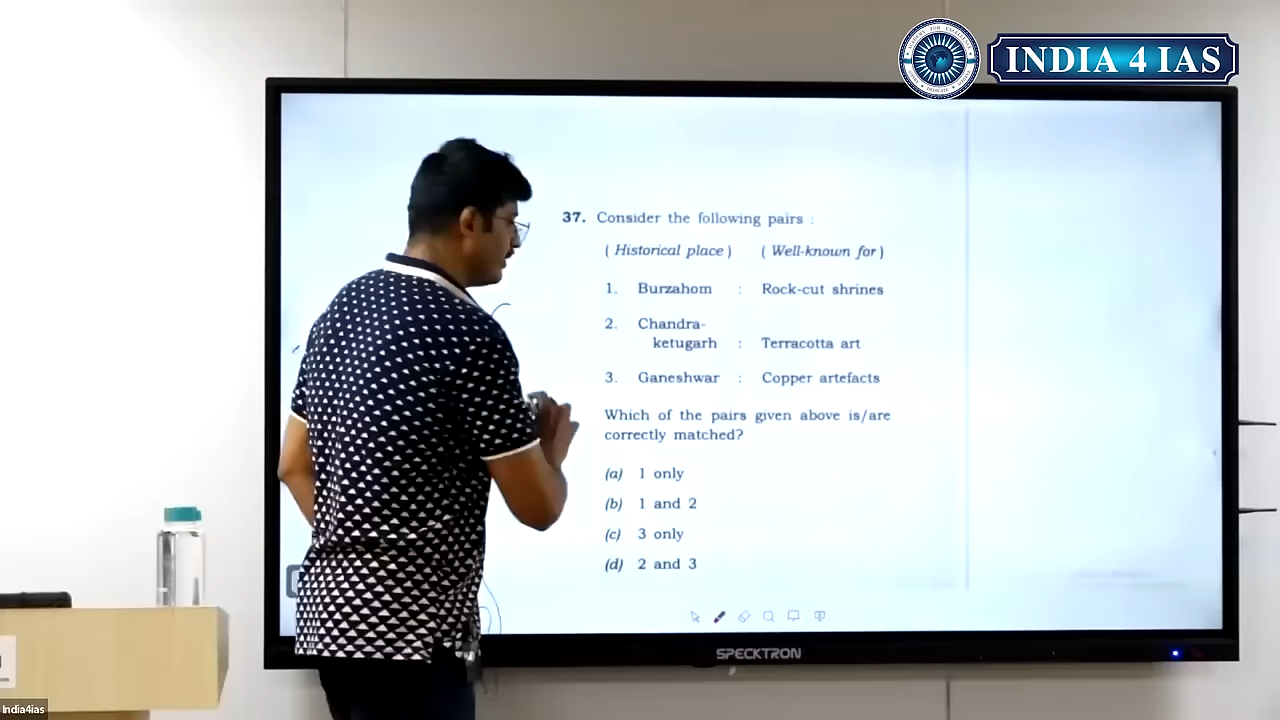 INDIA 4 IAS
37. Consider the following pairs :
( Historical place ) ( Well-known for )
1. Burzahom : Rock-cut shrines
2. Chandra-
ketugarh : Terracotta art
3. Ganeshwar : Copper artefacts
Which of the pairs given above is/are
correctly matched?
(a) 1 only
(b) 1 and 2
(c) 3 only
(d) 2 and 3
SPECKTRON
India4ias